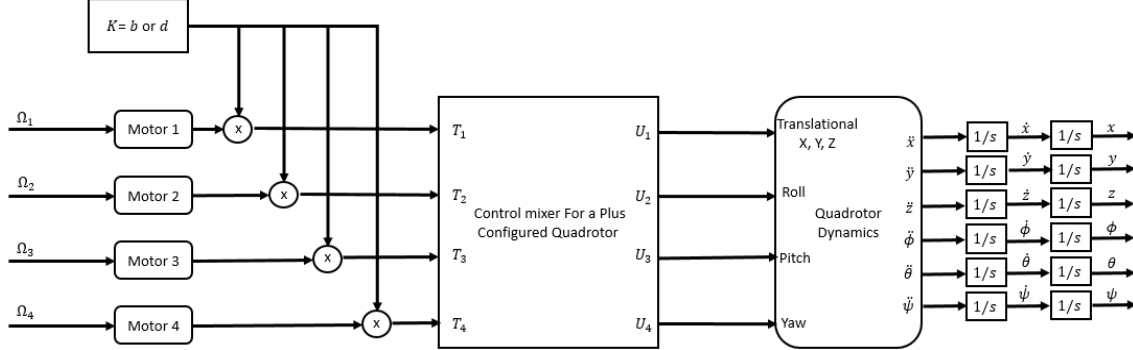 K= b or d
Ω₁
Motor 1
x
T₁
U₁
Translational
X, Y, Z
ẍ
1/s
ẋ
1/s
x
Ω₂
Motor 2
x
T₂
U₂
Roll
ÿ
1/s
ẏ
1/s
y
Control mixer For a Plus
Configured Quadrotor
Quadrotor
Dynamics
z̈
1/s
ż
1/s
z
Ω₃
Motor 3
x
T₃
U₃
Pitch
ϕ̈
1/s
ϕ̇
1/s
ϕ
θ̈
1/s
θ̇
1/s
θ
Ω₄
Motor 4
x
T₄
U₄
Yaw
ψ̈
1/s
ψ̇
1/s
ψ